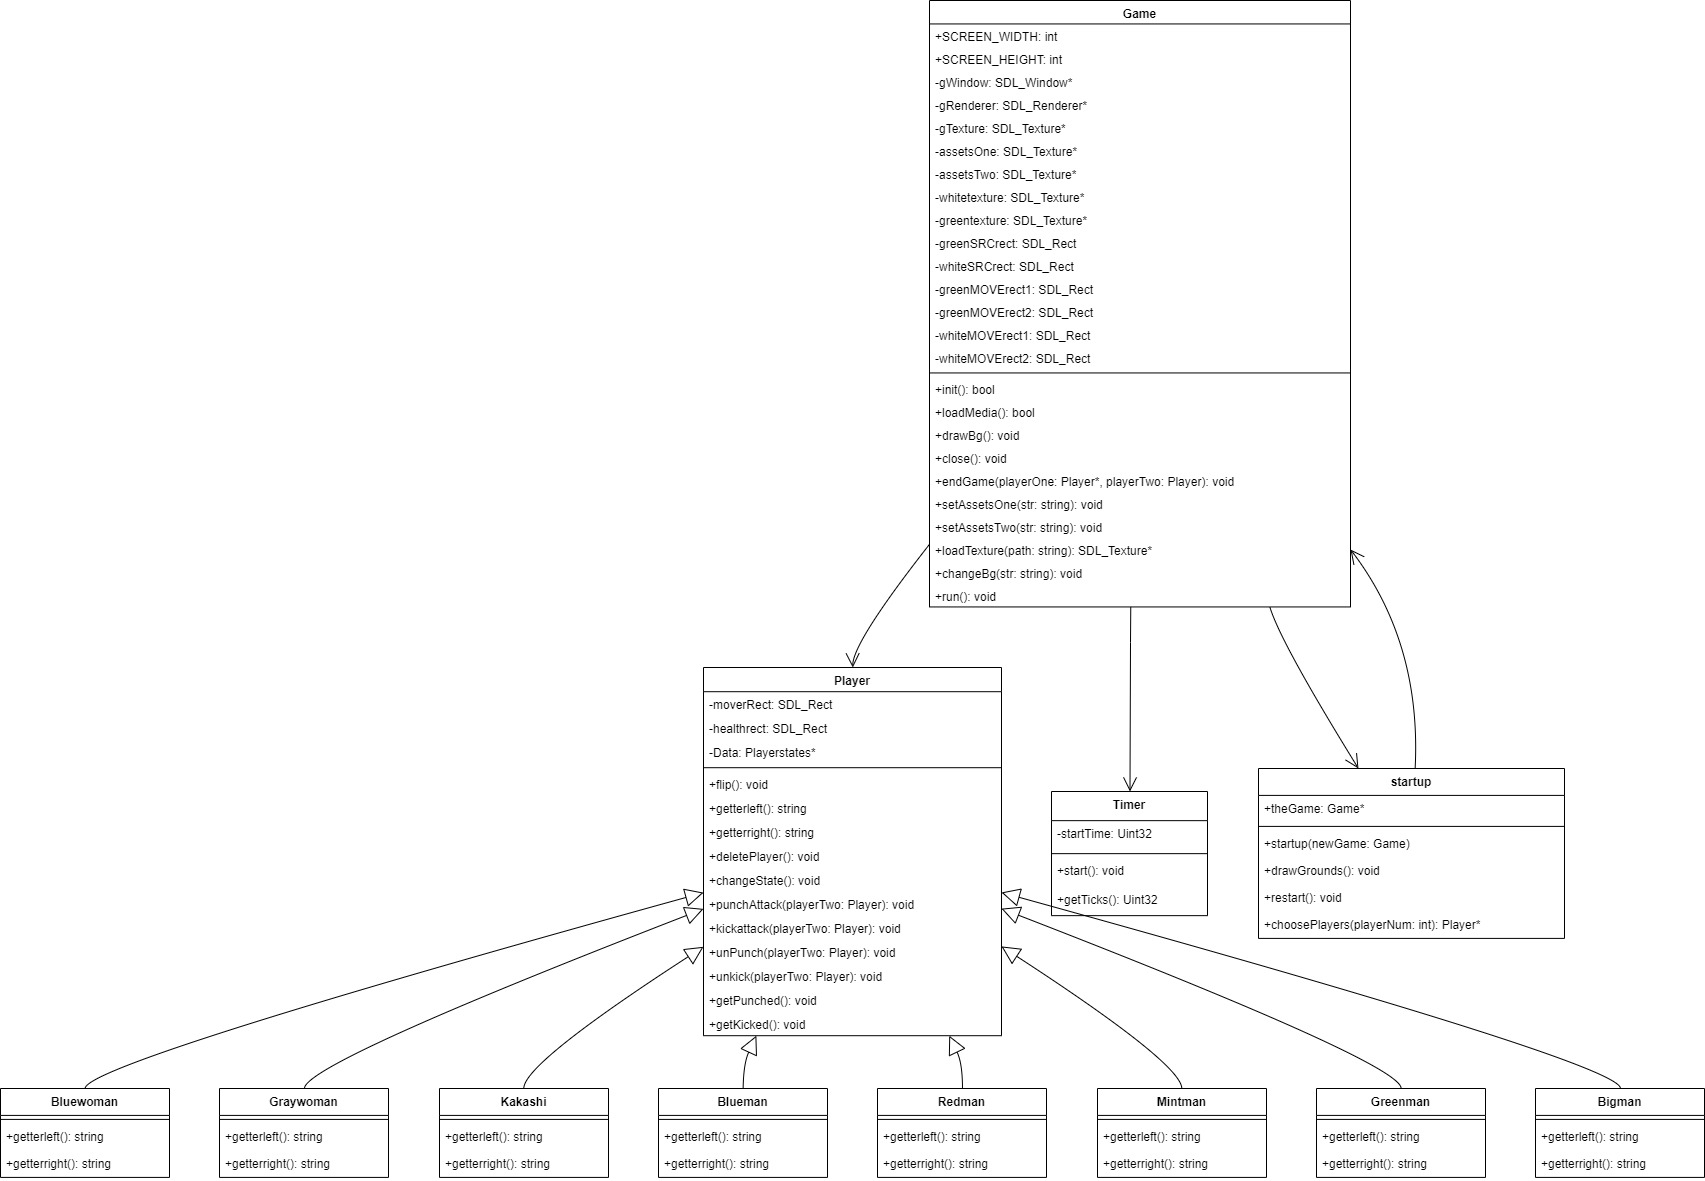 Game
+SCREEN_WIDTH: int
+SCREEN_HEIGHT: int
-gWindow: SDL_Window*
-gRenderer: SDL_Renderer*
-gTexture: SDL_Texture*
-assetsOne: SDL_Texture*
-assetsTwo: SDL_Texture*
-whitetexture: SDL_Texture*
-greentexture: SDL_Texture*
-greenSRCrect: SDL_Rect
-whiteSRCrect: SDL_Rect
-greenMOVErect1: SDL_Rect
-greenMOVErect2: SDL_Rect
-whiteMOVErect1: SDL_Rect
-whiteMOVErect2: SDL_Rect
+init(): bool
+loadMedia(): bool
+drawBg(): void
+close(): void
+endGame(playerOne: Player*, playerTwo: Player): void
+setAssetsOne(str: string): void
+setAssetsTwo(str: string): void
+loadTexture(path: string): SDL_Texture*
+changeBg(str: string): void
+run(): void
Player
-moverRect: SDL_Rect
-healthrect: SDL_Rect
-Data: Playerstates*
+flip(): void
+getterleft(): string
+getterright(): string
+deletePlayer(): void
+changeState(): void
+punchAttack(playerTwo: Player): void
+kickattack(playerTwo: Player): void
+unPunch(playerTwo: Player): void
+unkick(playerTwo: Player): void
+getPunched(): void
+getKicked(): void
Timer
-startTime: Uint32
+start(): void
+getTicks(): Uint32
startup
+theGame: Game*
+startup(newGame: Game)
+drawGrounds(): void
+restart(): void
+choosePlayers(playerNum: int): Player*
Bluewoman
+getterleft(): string
+getterright(): string
Graywoman
+getterleft(): string
+getterright(): string
Kakashi
+getterleft(): string
+getterright(): string
Blueman
+getterleft(): string
+getterright(): string
Redman
+getterleft(): string
+getterright(): string
Mintman
+getterleft(): string
+getterright(): string
Greenman
+getterleft(): string
+getterright(): string
Bigman
+getterleft(): string
+getterright(): string